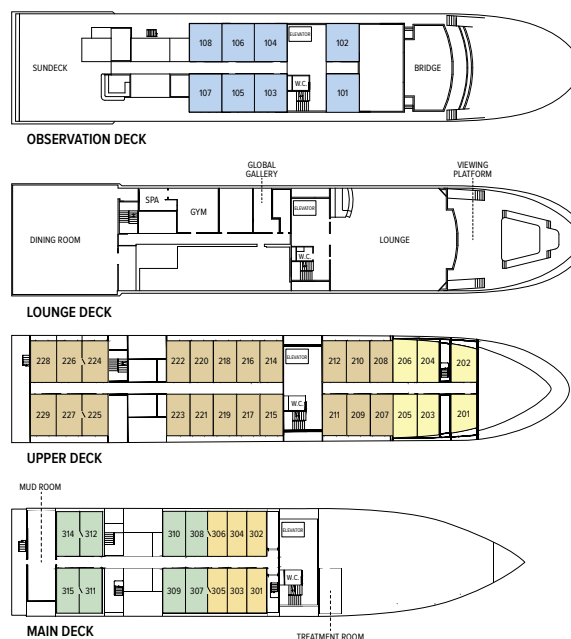 108 106 104 ELEVATOR 102
SUNDECK BRIDGE
W.C.
107 105 103 101
OBSERVATION DECK
GLOBAL
GALLERY
VIEWING
PLATFORM
SPA
ELEVATOR
GYM
DINING ROOM LOUNGE
W.C.
LOUNGE DECK
228 226 224 222 220 218 216 214 ELEVATOR 212 210 208 206 204 202
W.C.
229 227 225 223 221 219 217 215 211 209 207 205 203 201
UPPER DECK
MUD ROOM
314 312 310 308 306 304 302 ELEVATOR
W.C.
315 311 309 307 305 303 301
MAIN DECK
TREATMENT ROOM